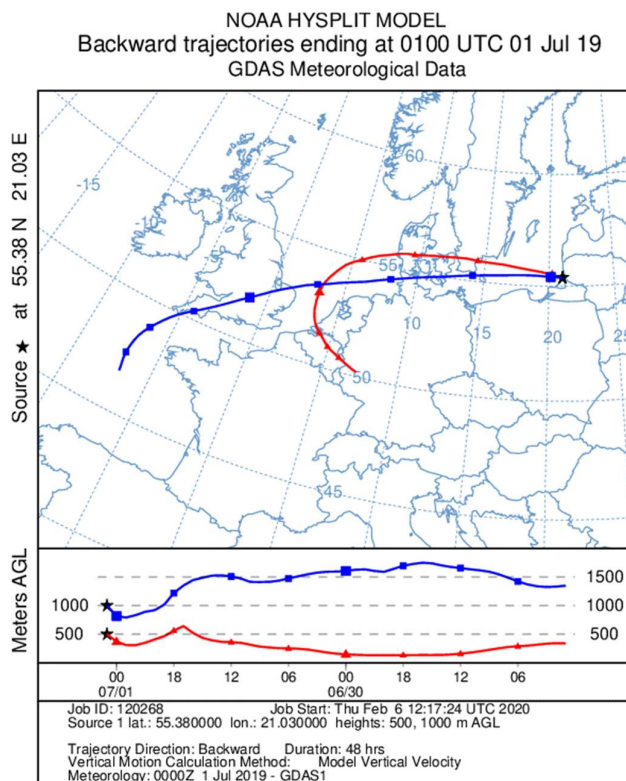 NOAA HYSPLIT MODEL
Backward trajectories ending at 0100 UTC 01 Jul 19
GDAS Meteorological Data
Source ★ at 55.38 N 21.03 E
-15
-10
60
55
10
15
20
25
50
45
Meters AGL
1500
1000
1000
500
500
00
18
12
06
00
18
12
06
07/01
06/30
Job ID: 120268 Job Start: Thu Feb 6 12:17:24 UTC 2020
Source 1 lat.: 55.380000 lon.: 21.030000 heights: 500, 1000 m AGL
Trajectory Direction: Backward Duration: 48 hrs
Vertical Motion Calculation Method: Model Vertical Velocity
Meteorology: 0000Z 1 Jul 2019 - GDAS1